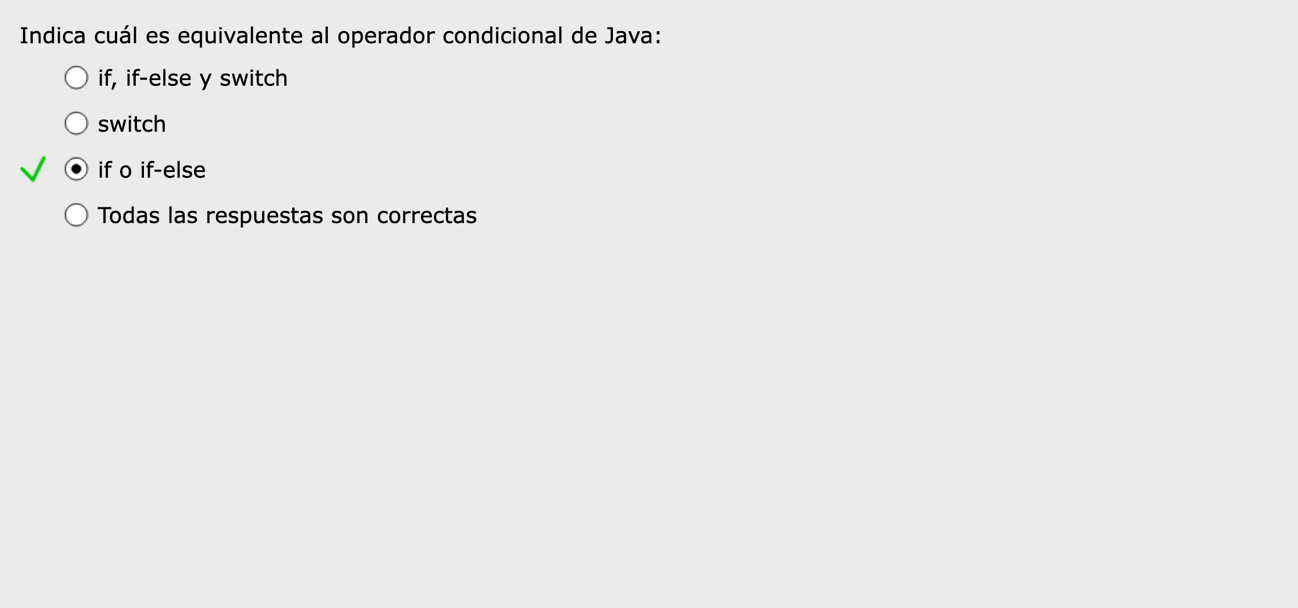 Indica cuál es equivalente al operador condicional de Java:
if, if-else y switch
switch
if o if-else
Todas las respuestas son correctas